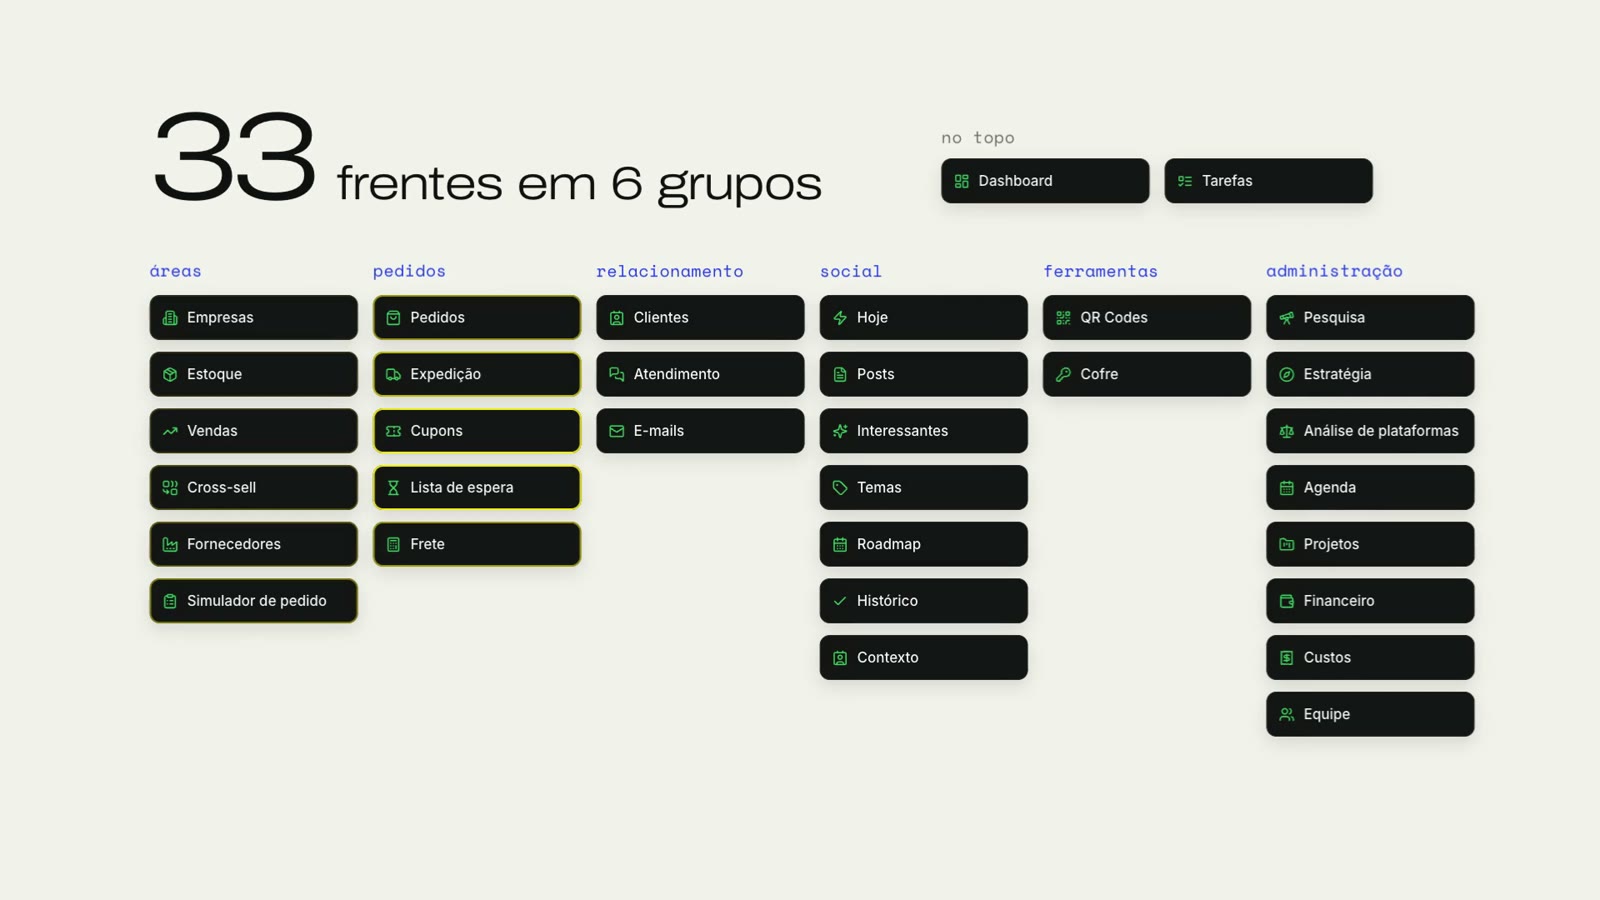 33 frentes em 6 grupos
no topo
Dashboard
Tarefas
áreas
Empresas
Estoque
Vendas
Cross-sell
Fornecedores
Simulador de pedido
pedidos
Pedidos
Expedição
Cupons
Lista de espera
Frete
relacionamento
Clientes
Atendimento
E-mails
social
Hoje
Posts
Interessantes
Temas
Roadmap
Histórico
Contexto
ferramentas
QR Codes
Cofre
administração
Pesquisa
Estratégia
Análise de plataformas
Agenda
Projetos
Financeiro
Custos
Equipe